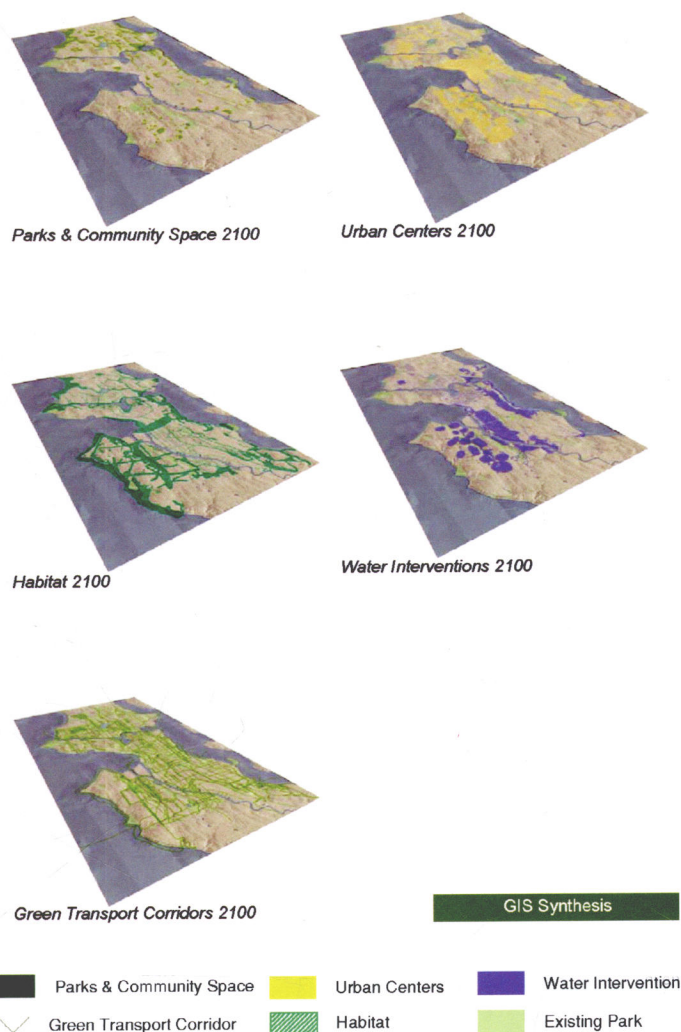 Parks & Community Space 2100
Urban Centers 2100
Habitat 2100
Water Interventions 2100
Green Transport Corridors 2100
GIS Synthesis
Parks & Community Space
Urban Centers
Water Intervention
Green Transport Corridor
Habitat
Existing Park